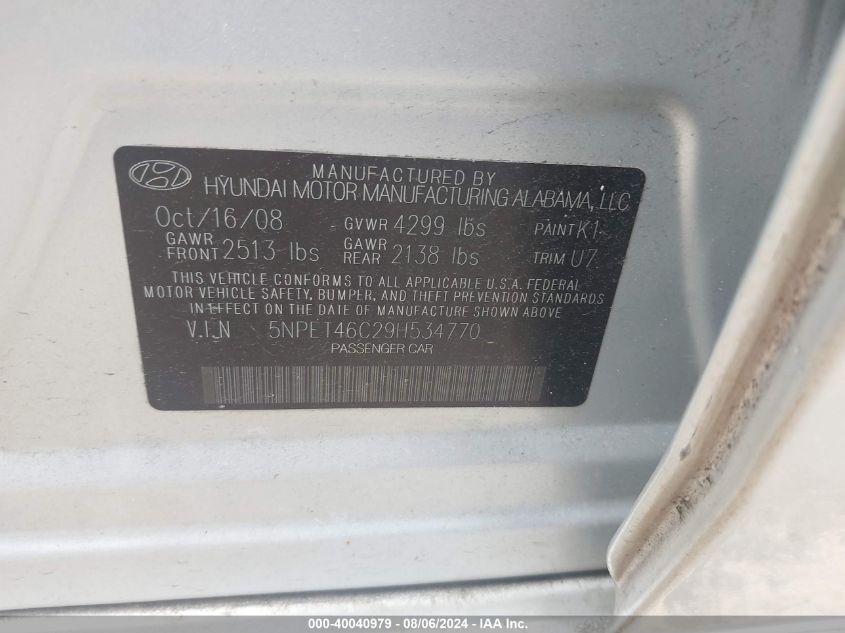 MANUFACTURED BY
HYUNDAI MOTOR MANUFACTURING ALABAMA, LLC
Oct/16/08 GVWR 4299 lbs PAINT K1
GAWR FRONT 2513 lbs GAWR REAR 2138 lbs TRIM U7
THIS VEHICLE CONFORMS TO ALL APPLICABLE U.S.A. FEDERAL
MOTOR VEHICLE SAFETY, BUMPER, AND THEFT PREVENTION STANDARDS
IN EFFECT ON THE DATE OF MANUFACTURE SHOWN ABOVE
V.I.N 5NPET46C29H534770
PASSENGER CAR
000-40040979 - 08/06/2024 - IAA Inc.